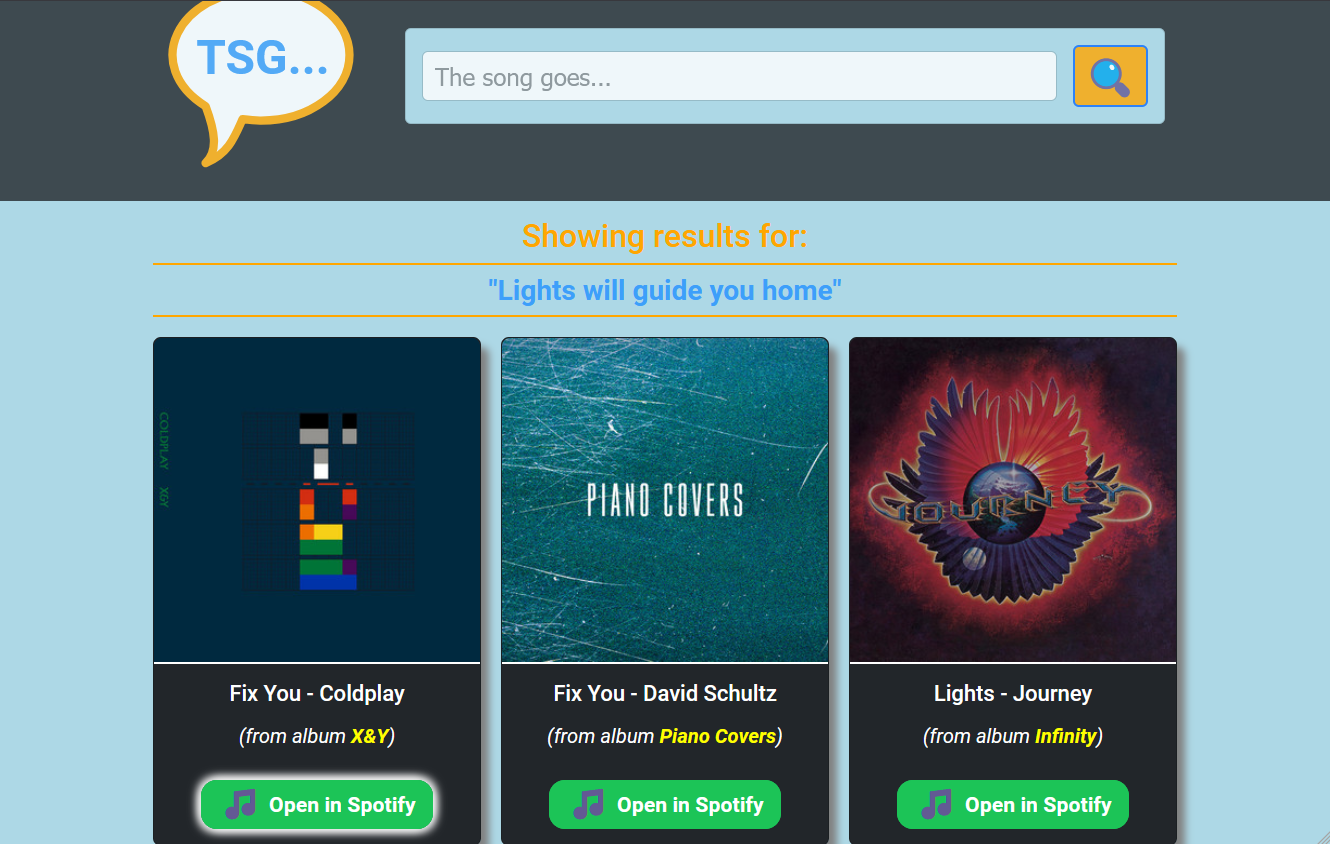 TSG...
The song goes...
Showing results for:
"Lights will guide you home"
COLDPLAY X&Y
PIANO COVERS
JOURNEY
Fix You - Coldplay
Fix You - David Schultz
Lights - Journey
(from album X&Y)
(from album Piano Covers)
(from album Infinity)
Open in Spotify
Open in Spotify
Open in Spotify